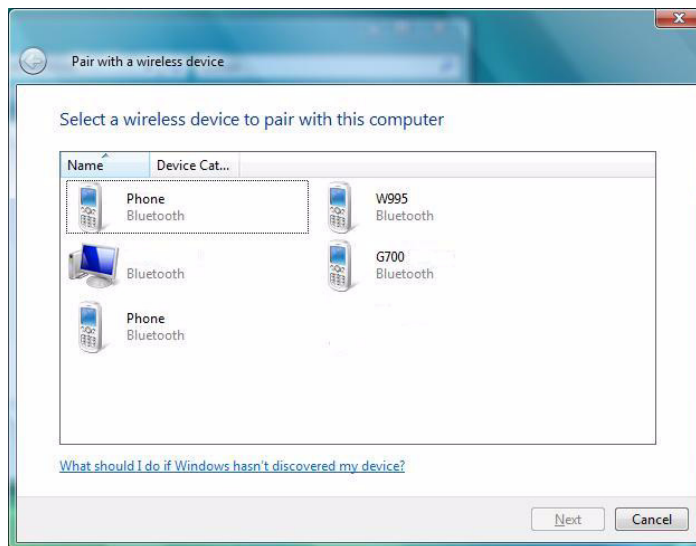 Pair with a wireless device
Select a wireless device to pair with this computer
Name Device Cat...
Phone
Bluetooth
W995
Bluetooth
Bluetooth
G700
Bluetooth
Phone
Bluetooth
What should I do if Windows hasn't discovered my device?
Next Cancel